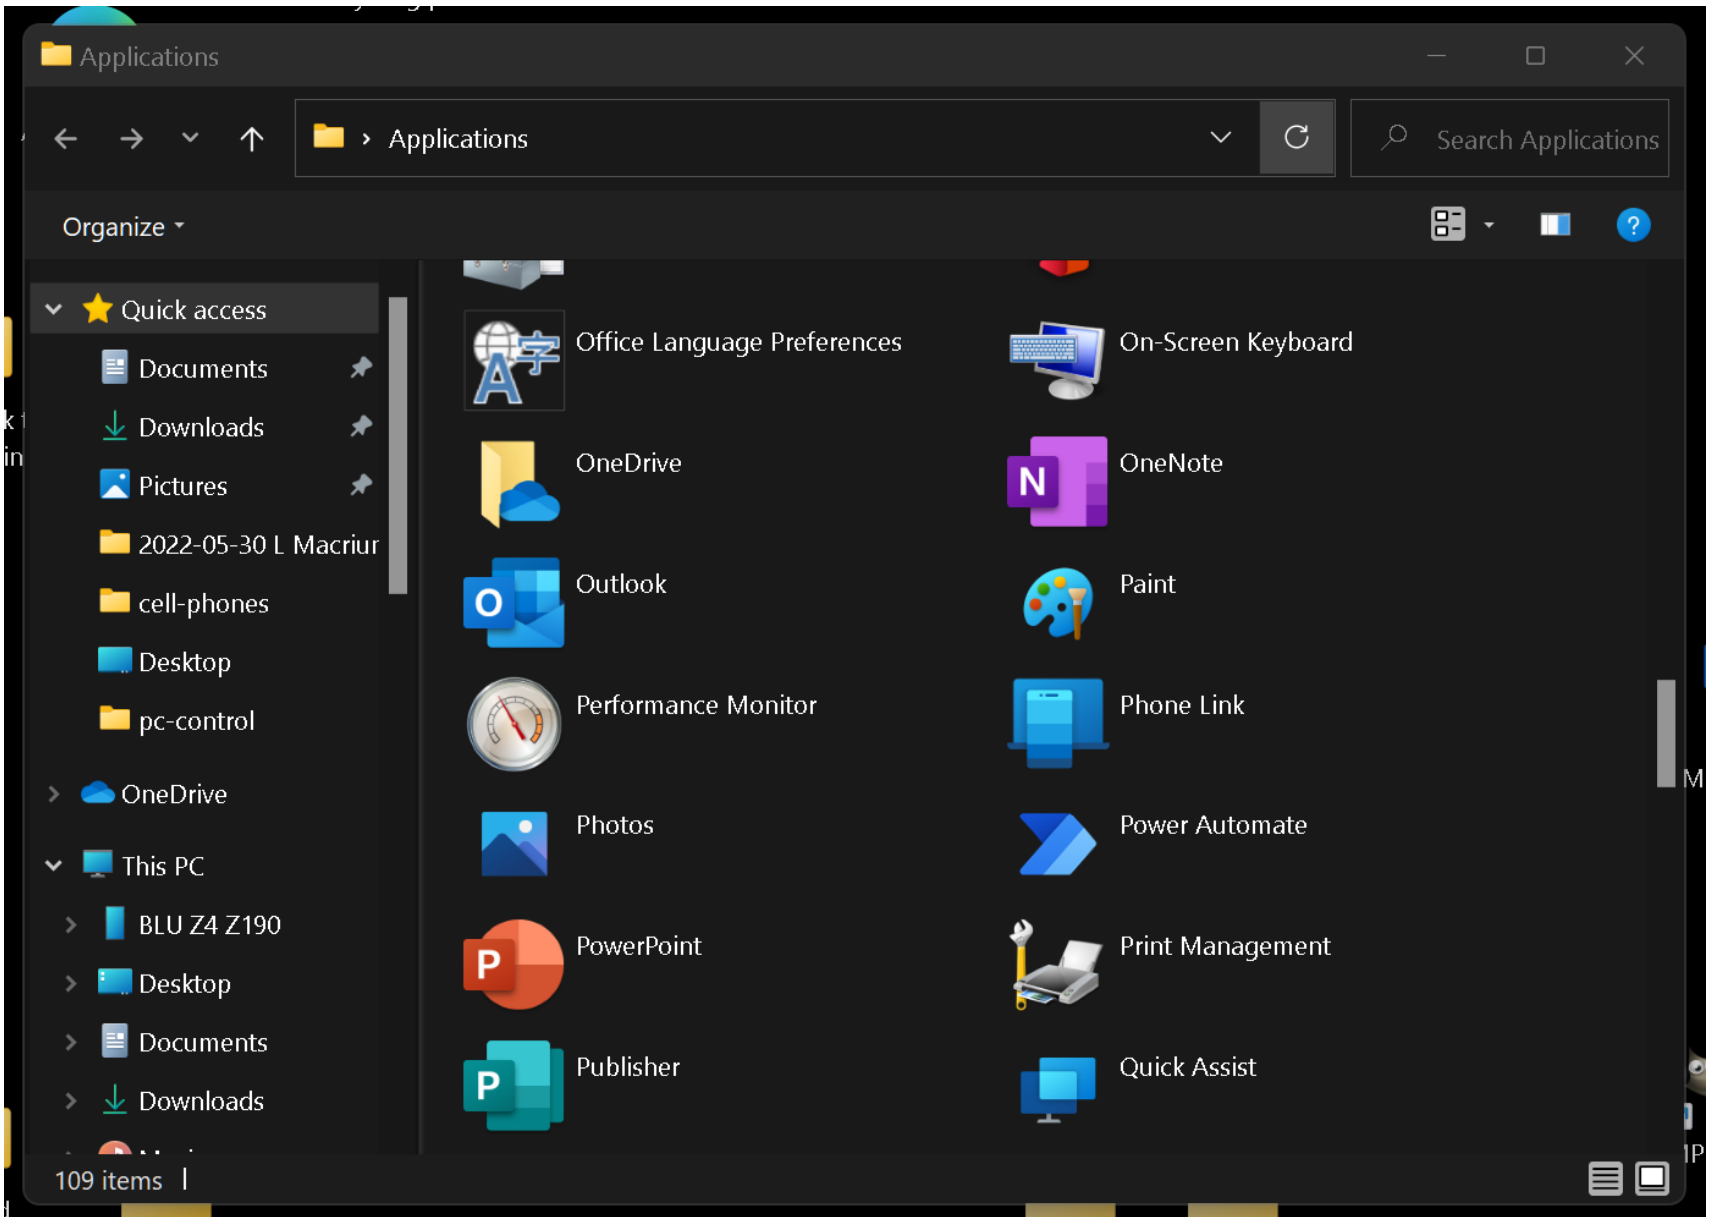 Applications
Applications
Search Applications
Organize
Quick access
Documents
Downloads
Pictures
2022-05-30 L Macriur
cell-phones
Desktop
pc-control
OneDrive
This PC
BLU Z4 Z190
Desktop
Documents
Downloads
Office Language Preferences
On-Screen Keyboard
OneDrive
OneNote
Outlook
Paint
Performance Monitor
Phone Link
Photos
Power Automate
PowerPoint
Print Management
Publisher
Quick Assist
109 items